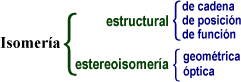 Isomería
estructural
de cadena
de posición
de función
estereoisomería
geométrica
óptica